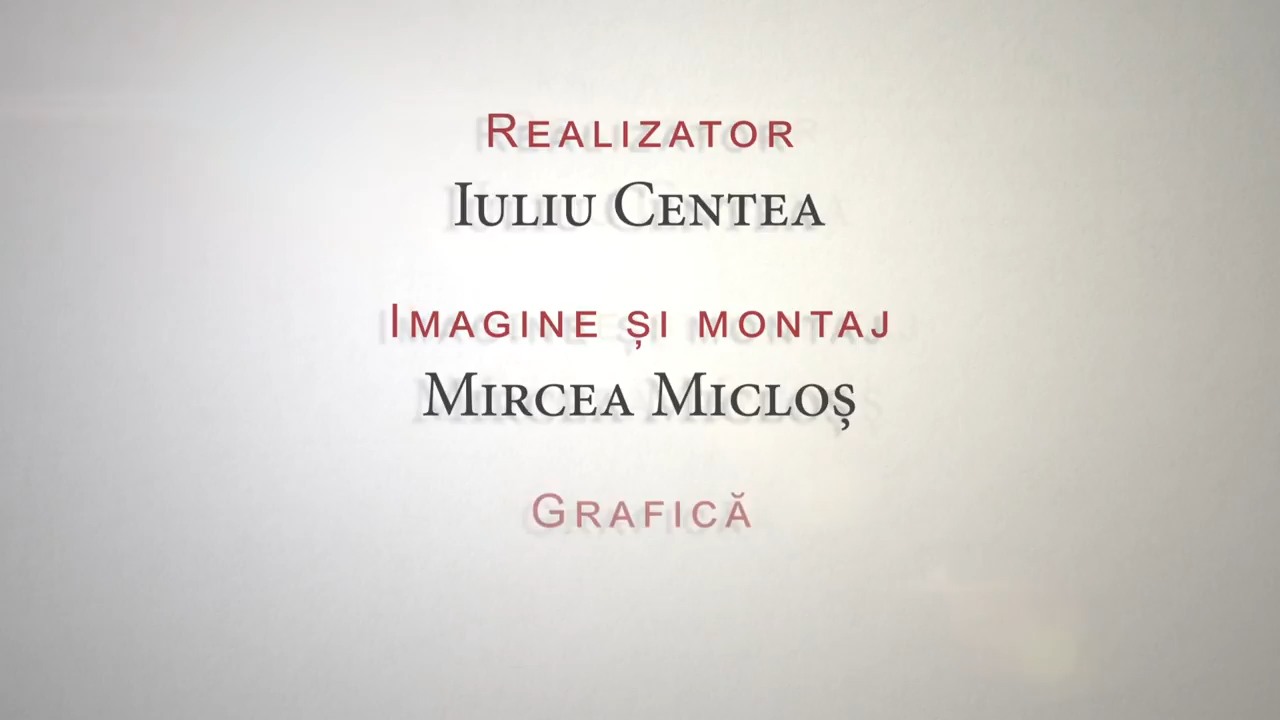 Realizator
Iuliu Centea
Imagine și montaj
Mircea Micloș
Grafică